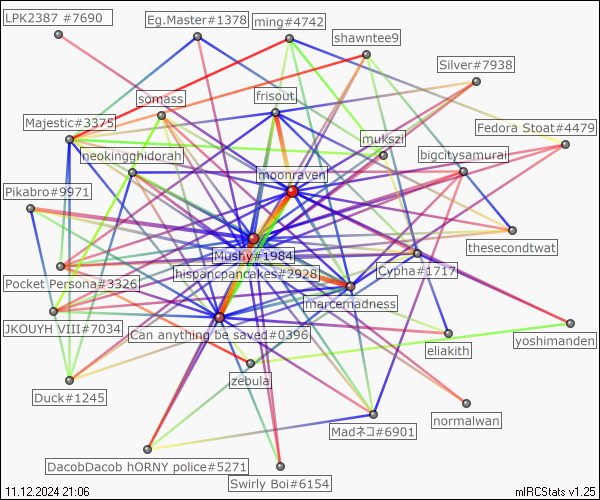 LPK2387 #7690
Eg.Master#1378
ming#4742
shawntee9
Silver#7938
somass
frisout
Majestic#3375
mukszi
Fedora Stoat#4479
neokingghidorah
bigcitysamurai
moonraven
Pikabro#9971
Mushy#1984
thesecondtwat
hispancpancakes#2928
Cypha#1717
Pocket Persona#3326
marcemadness
JKOUYH VIII#7034
Can anything be saved#0396
yoshimanden
eliakith
zebula
Duck#1245
normalwan
Madネコ#6901
DacobDacob hORNY police#5271
Swirly Boi#6154
11.12.2024 21:06
mIRCStats v1.25